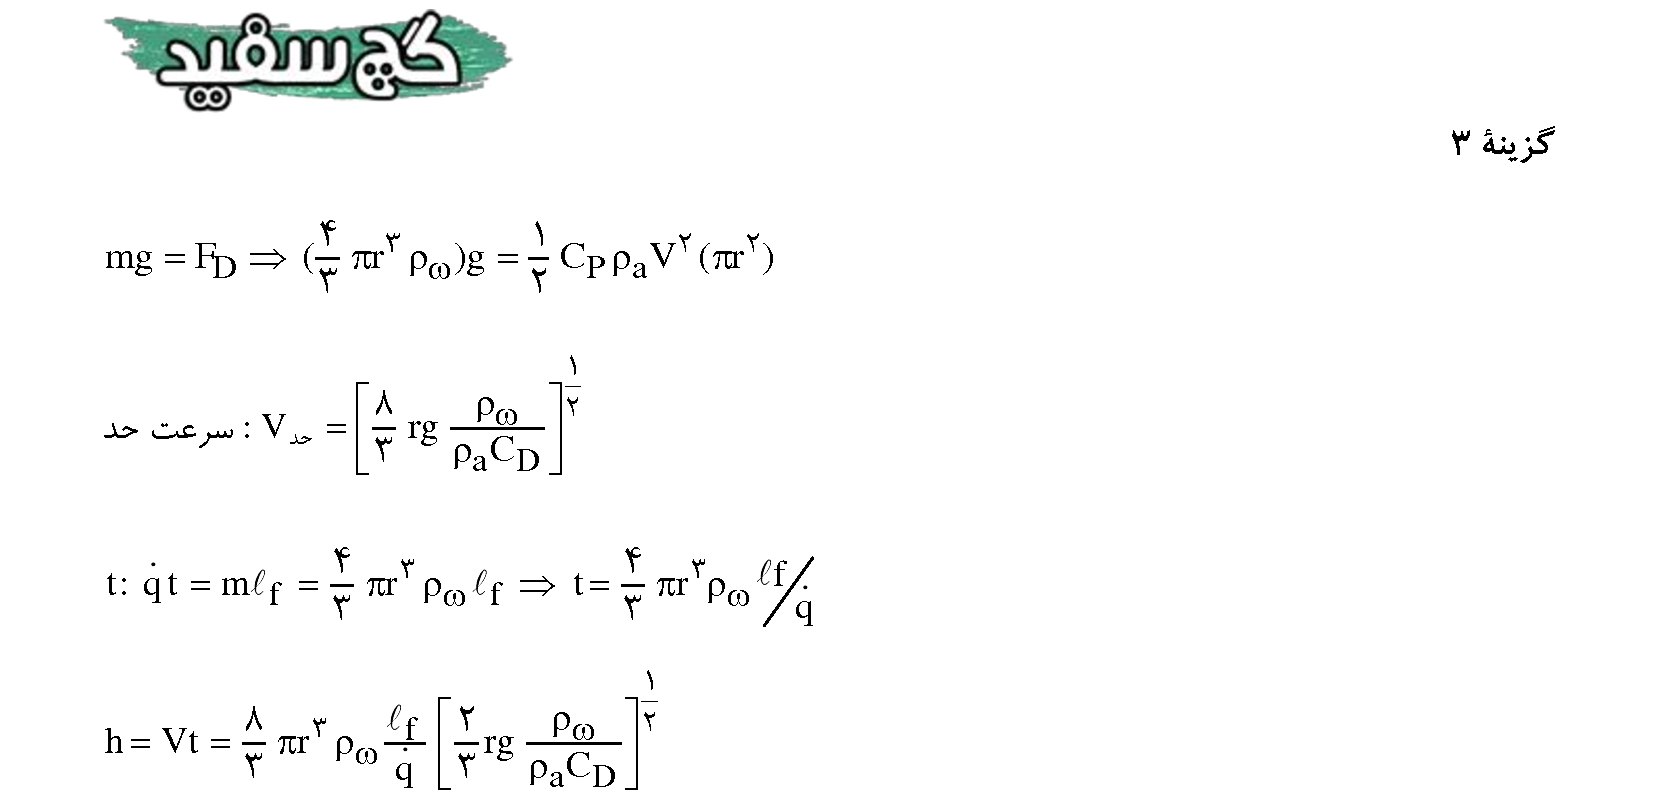 گچ سفید
گزینهٔ ۳
mg = F_D ⇒ (۴/۳ πr^۳ ρ_ω)g = ۱/۲ C_P ρ_a V^۲ (πr^۲)
سرعت حد : V_حد = [۸/۳ rg ρ_ω/ρ_a C_D]^۱/۲
t: q̇t = mℓ_f = ۴/۳ πr^۳ ρ_ω ℓ_f ⇒ t = ۴/۳ πr^۳ρ_ω ℓf/q̇
h = Vt = ۸/۳ πr^۳ ρ_ω ℓ_f/q̇ [۲/۳ rg ρ_ω/ρ_a C_D]^۱/۲